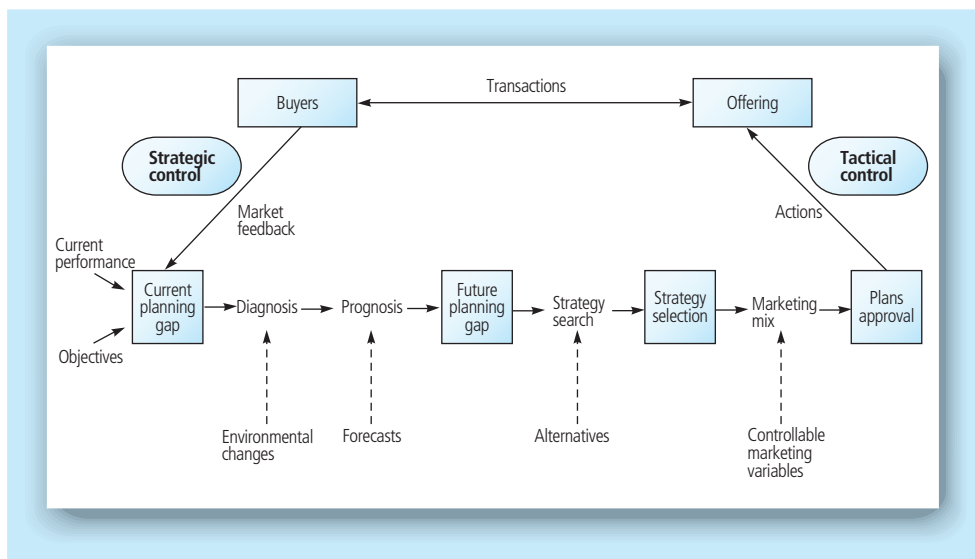 Transactions
Buyers
Offering
Strategic
control
Tactical
control
Market
feedback
Actions
Current
performance
Objectives
Current
planning
gap
Diagnosis
Prognosis
Future
planning
gap
Strategy
search
Strategy
selection
Marketing
mix
Plans
approval
Environmental
changes
Forecasts
Alternatives
Controllable
marketing
variables